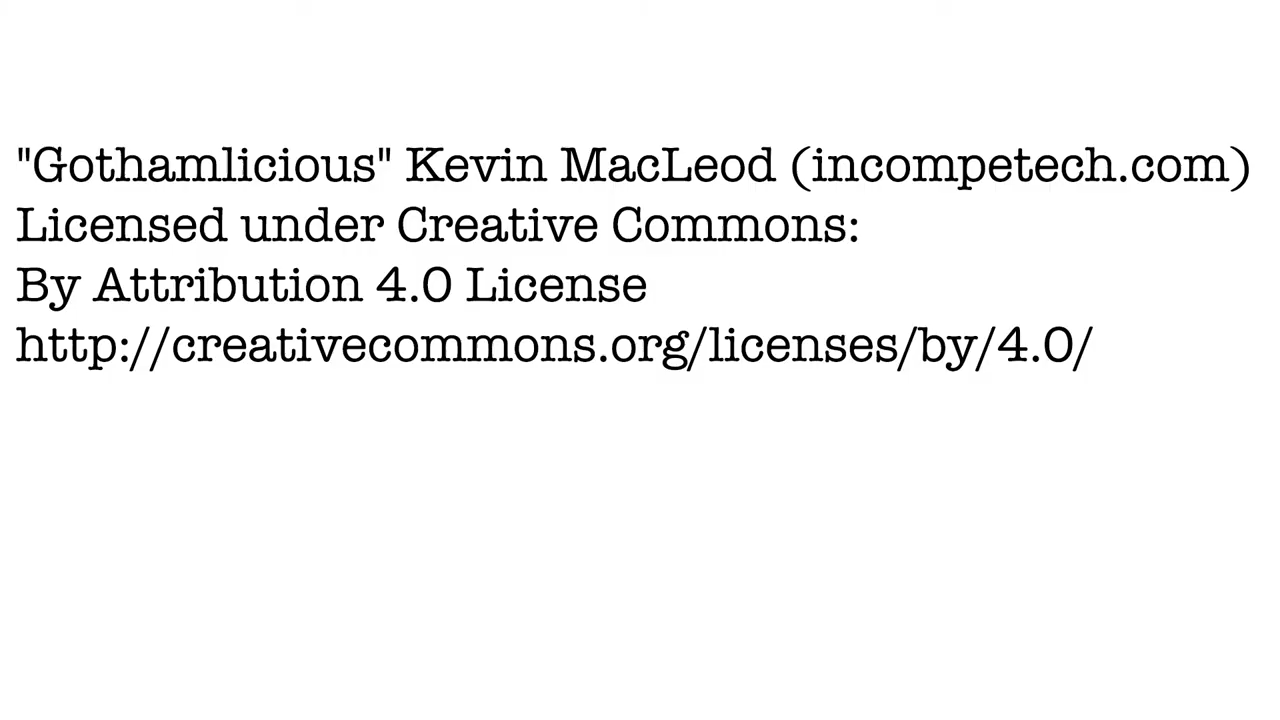 "Gothamlicious" Kevin MacLeod (incompetech.com)
Licensed under Creative Commons:
By Attribution 4.0 License
http://creativecommons.org/licenses/by/4.0/